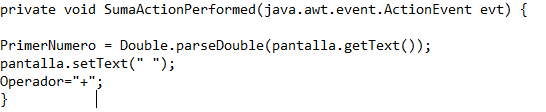 private void SumaActionPerformed(java.awt.event.ActionEvent evt) {
PrimerNumero = Double.parseDouble(pantalla.getText());
pantalla.setText(" ");
Operador="+";
}